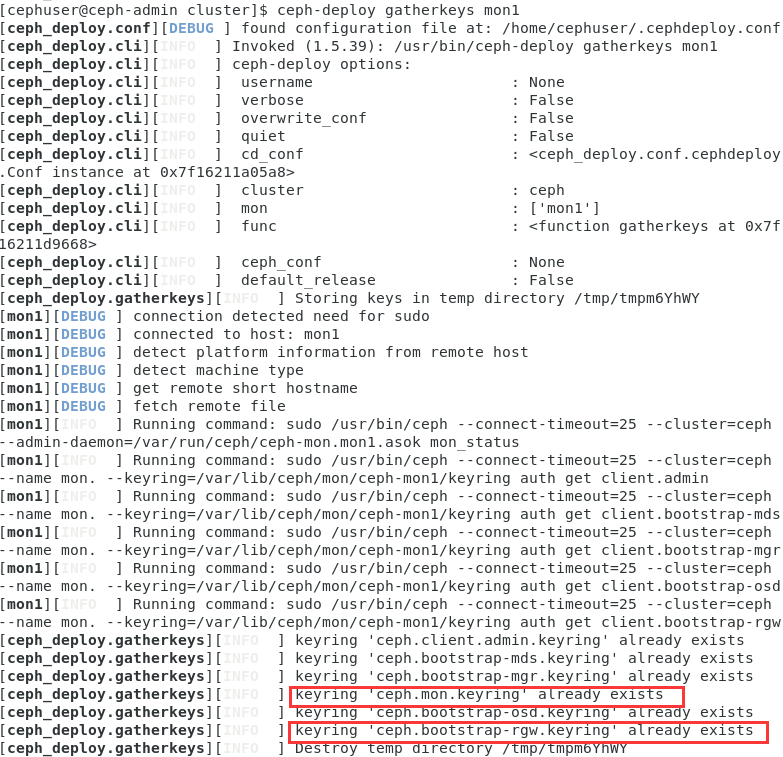 [cephuser@ceph-admin cluster]$ ceph-deploy gatherkeys mon1
[ceph_deploy.conf][DEBUG ] found configuration file at: /home/cephuser/.cephdeploy.conf
[ceph_deploy.cli][INFO  ] Invoked (1.5.39): /usr/bin/ceph-deploy gatherkeys mon1
[ceph_deploy.cli][INFO  ] ceph-deploy options:
[ceph_deploy.cli][INFO  ]  username                      : None
[ceph_deploy.cli][INFO  ]  verbose                       : False
[ceph_deploy.cli][INFO  ]  overwrite_conf                : False
[ceph_deploy.cli][INFO  ]  quiet                         : False
[ceph_deploy.cli][INFO  ]  cd_conf                       : <ceph_deploy.conf.cephdeploy
.Conf instance at 0x7f16211a05a8>
[ceph_deploy.cli][INFO  ]  cluster                       : ceph
[ceph_deploy.cli][INFO  ]  mon                           : ['mon1']
[ceph_deploy.cli][INFO  ]  func                          : <function gatherkeys at 0x7f
16211d9668>
[ceph_deploy.cli][INFO  ]  ceph_conf                     : None
[ceph_deploy.cli][INFO  ]  default_release               : False
[ceph_deploy.gatherkeys][INFO  ] Storing keys in temp directory /tmp/tmpm6YhWY
[mon1][DEBUG ] connection detected need for sudo
[mon1][DEBUG ] connected to host: mon1
[mon1][DEBUG ] detect platform information from remote host
[mon1][DEBUG ] detect machine type
[mon1][DEBUG ] get remote short hostname
[mon1][DEBUG ] fetch remote file
[mon1][INFO  ] Running command: sudo /usr/bin/ceph --connect-timeout=25 --cluster=ceph
--admin-daemon=/var/run/ceph/ceph-mon.mon1.asok mon_status
[mon1][INFO  ] Running command: sudo /usr/bin/ceph --connect-timeout=25 --cluster=ceph
--name mon. --keyring=/var/lib/ceph/mon/ceph-mon1/keyring auth get client.admin
[mon1][INFO  ] Running command: sudo /usr/bin/ceph --connect-timeout=25 --cluster=ceph
--name mon. --keyring=/var/lib/ceph/mon/ceph-mon1/keyring auth get client.bootstrap-mds
[mon1][INFO  ] Running command: sudo /usr/bin/ceph --connect-timeout=25 --cluster=ceph
--name mon. --keyring=/var/lib/ceph/mon/ceph-mon1/keyring auth get client.bootstrap-mgr
[mon1][INFO  ] Running command: sudo /usr/bin/ceph --connect-timeout=25 --cluster=ceph
--name mon. --keyring=/var/lib/ceph/mon/ceph-mon1/keyring auth get client.bootstrap-osd
[mon1][INFO  ] Running command: sudo /usr/bin/ceph --connect-timeout=25 --cluster=ceph
--name mon. --keyring=/var/lib/ceph/mon/ceph-mon1/keyring auth get client.bootstrap-rgw
[ceph_deploy.gatherkeys][INFO  ] keyring 'ceph.client.admin.keyring' already exists
[ceph_deploy.gatherkeys][INFO  ] keyring 'ceph.bootstrap-mds.keyring' already exists
[ceph_deploy.gatherkeys][INFO  ] keyring 'ceph.bootstrap-mgr.keyring' already exists
[ceph_deploy.gatherkeys][INFO  ] keyring 'ceph.mon.keyring' already exists
[ceph_deploy.gatherkeys][INFO  ] keyring 'ceph.bootstrap-osd.keyring' already exists
[ceph_deploy.gatherkeys][INFO  ] keyring 'ceph.bootstrap-rgw.keyring' already exists
[ceph_deploy.gatherkeys][INFO  ] Destroy temp directory /tmp/tmpm6YhWY